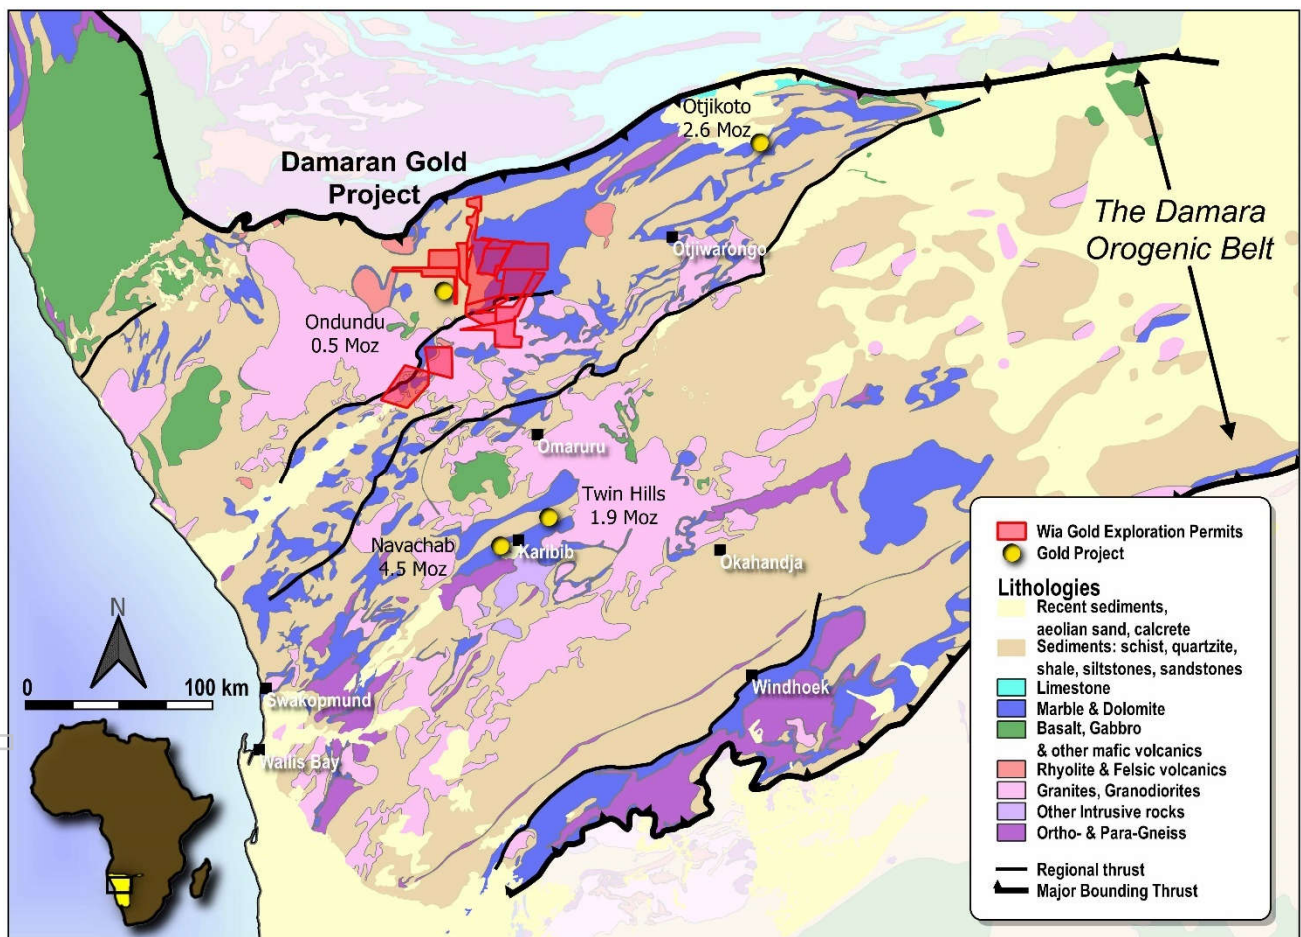 Otjikoto
2.6 Moz
Damaran Gold
Project
The Damara
Orogenic Belt
Otjiwarongo
Ondundu
0.5 Moz
Omaruru
Twin Hills
1.9 Moz
Navachab
4.5 Moz
Karibib
Okahandja
Windhoek
Swakopmund
Wallis Bay
N
0 100 km
Wia Gold Exploration Permits
Gold Project
Lithologies
Recent sediments,
aeolian sand, calcrete
Sediments: schist, quartzite,
shale, siltstones, sandstones
Limestone
Marble & Dolomite
Basalt, Gabbro
& other mafic volcanics
Rhyolite & Felsic volcanics
Granites, Granodiorites
Other Intrusive rocks
Ortho- & Para-Gneiss
Regional thrust
Major Bounding Thrust